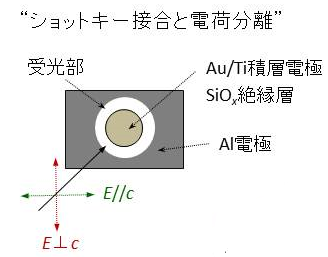 “ショットキー接合と電荷分離”
受光部
Au/Ti積層電極
SiOx絶縁層
Al電極
E//c
E⊥c